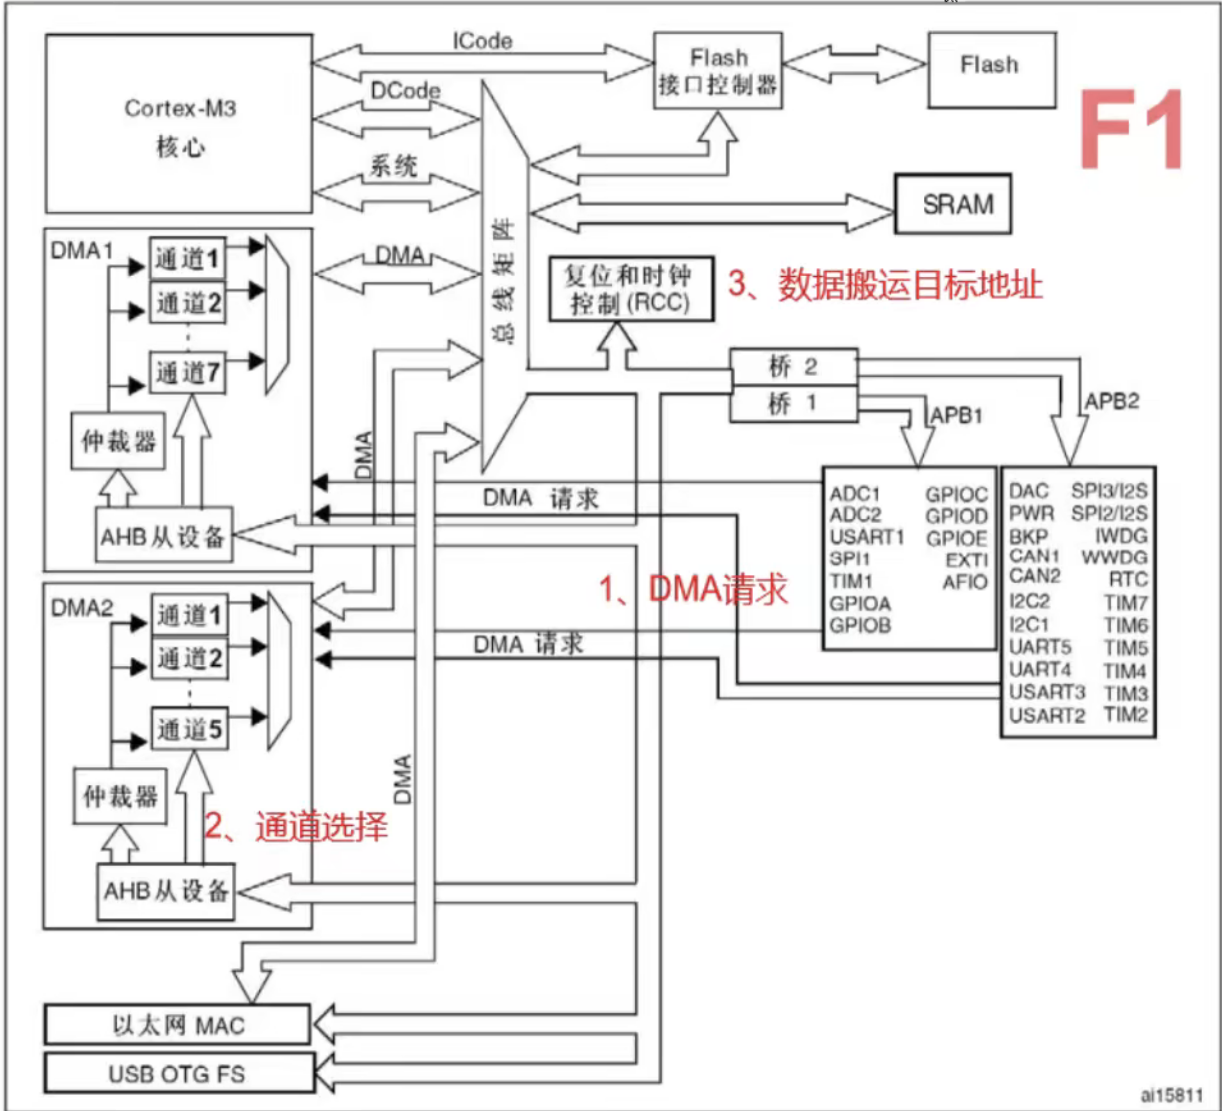 ICode
Flash
接口控制器
Flash
F1
Cortex-M3
核心
DCode
系统
SRAM
总线矩阵
DMA1
通道1
通道2
通道7
仲裁器
AHB从设备
DMA
复位和时钟
控制(RCC)
3、数据搬运目标地址
桥 2
桥 1
APB1
APB2
DMA
DMA 请求
ADC1 GPIOC
ADC2 GPIOD
USART1 GPIOE
SPI1 EXTI
TIM1 AFIO
GPIOA
GPIOB
DAC SPI3/I2S
PWR SPI2/I2S
BKP IWDG
CAN1 WWDG
CAN2 RTC
I2C2 TIM7
I2C1 TIM6
UART5 TIM5
UART4 TIM4
USART3 TIM3
USART2 TIM2
1、DMA请求
DMA2
通道1
通道2
通道5
仲裁器
AHB从设备
DMA 请求
DMA
2、通道选择
以太网 MAC
USB OTG FS
ai15811